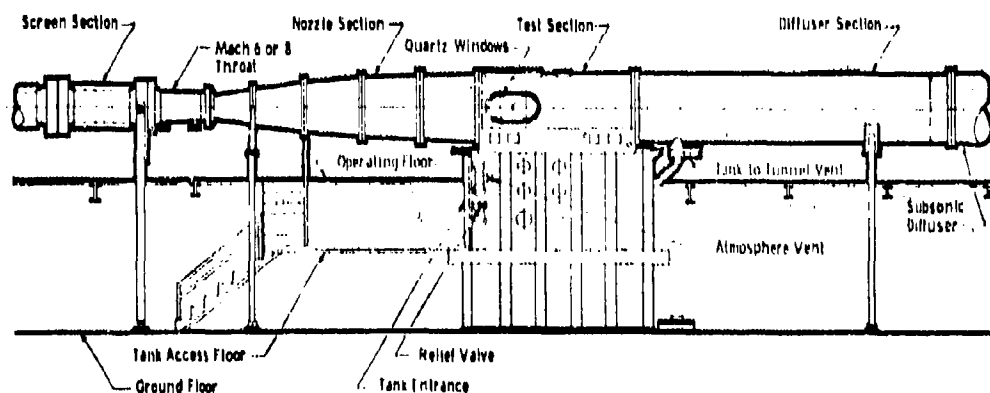 Screen Section
Nozzle Section
Test Section
Diffuser Section
Mach 6 or 8
Throat
Quartz Windows
Operating Floor
Tank to Tunnel Vent
Subsonic
Diffuser
Atmosphere Vent
Tank Access Floor
Relief Valve
Ground Floor
Tank Entrance